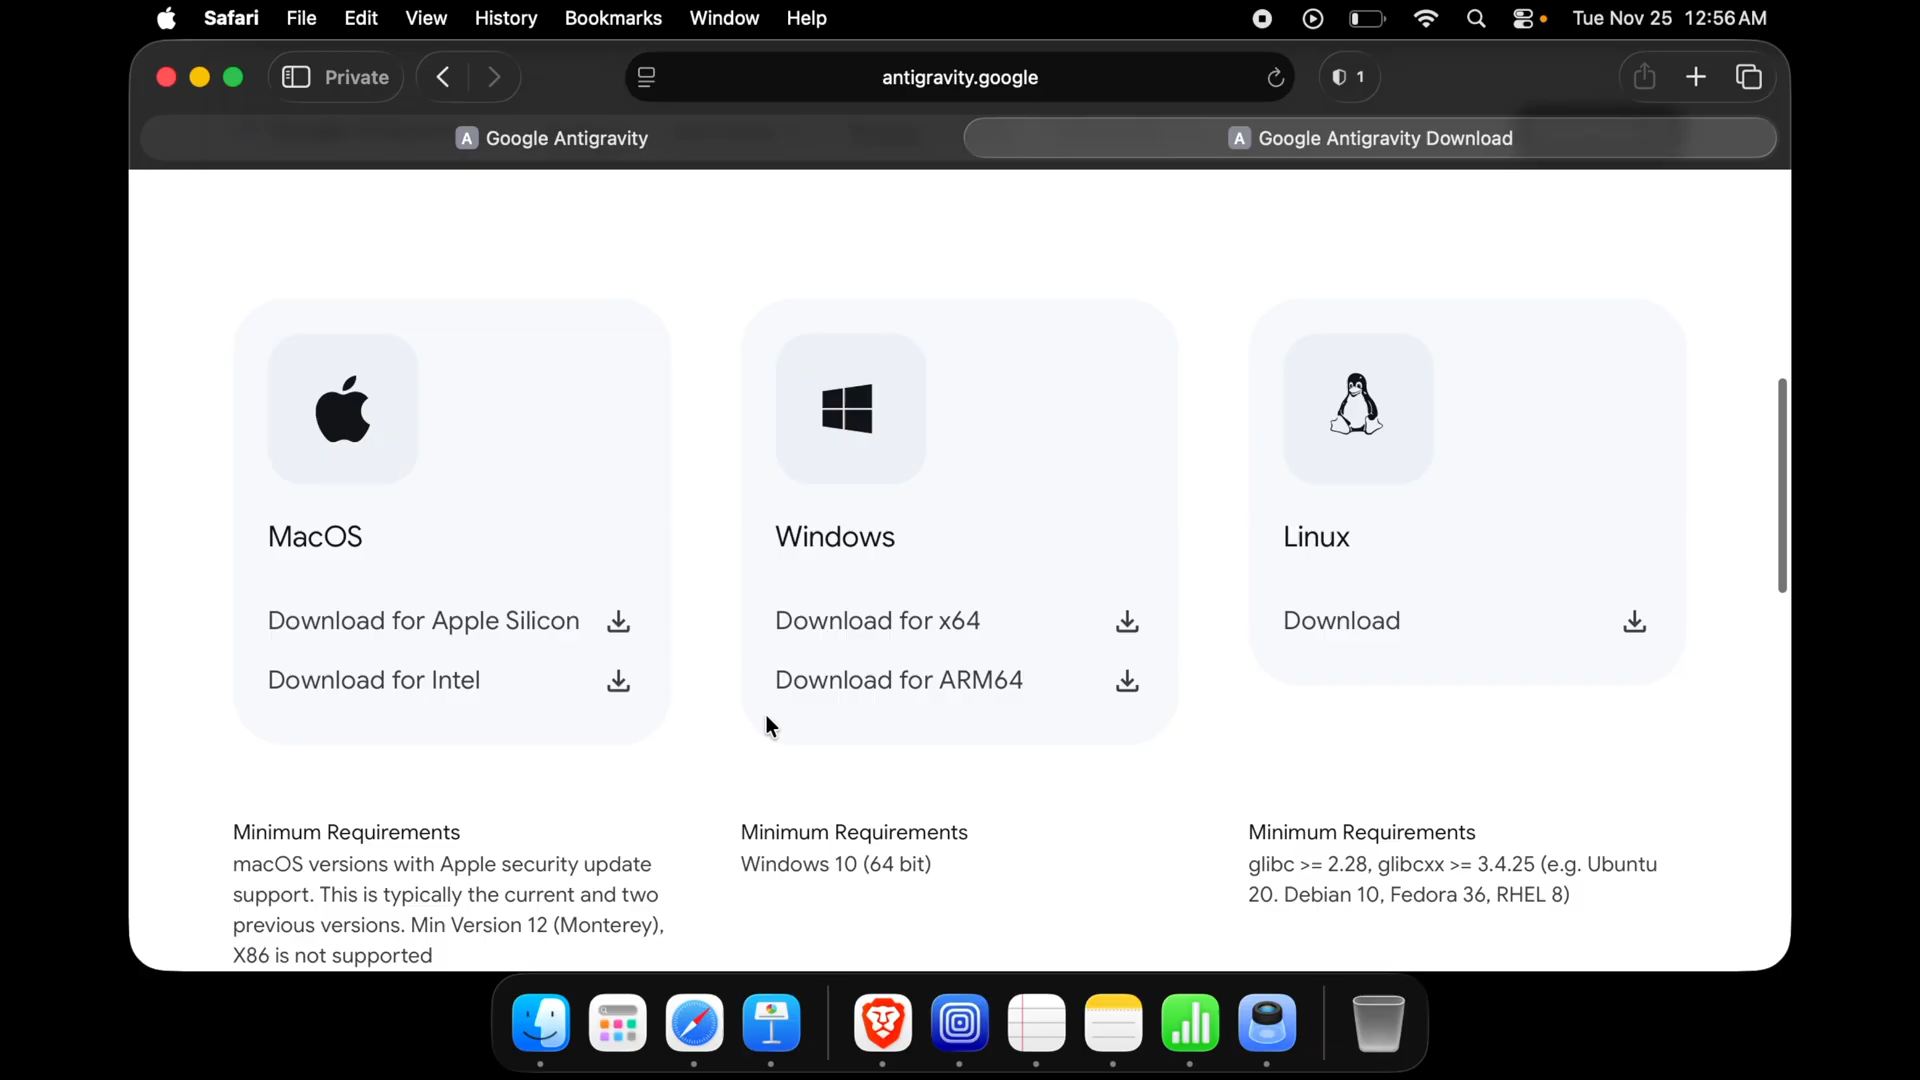 Safari File Edit View History Bookmarks Window Help Tue Nov 25 12:56 AM
Private antigravity.google 1
A Google Antigravity A Google Antigravity Download
MacOS
Download for Apple Silicon
Download for Intel
Windows
Download for x64
Download for ARM64
Linux
Download
Minimum Requirements
macOS versions with Apple security update
support. This is typically the current and two
previous versions. Min Version 12 (Monterey),
X86 is not supported
Minimum Requirements
Windows 10 (64 bit)
Minimum Requirements
glibc >= 2.28, glibcxx >= 3.4.25 (e.g. Ubuntu
20. Debian 10, Fedora 36, RHEL 8)